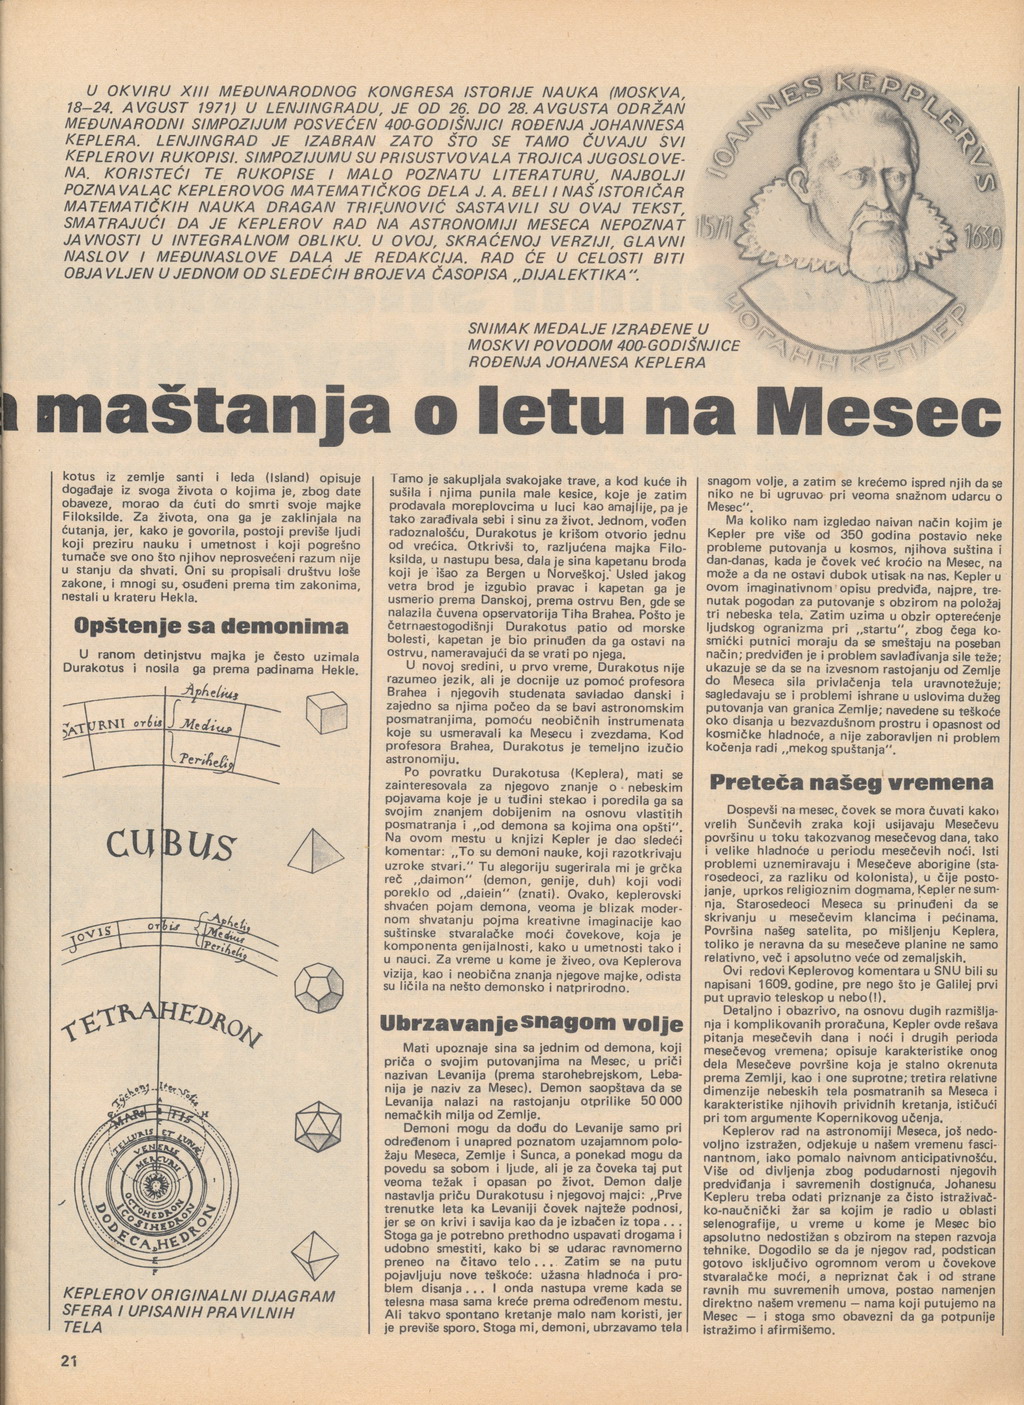 U OKVIRU XIII MEĐUNARODNOG KONGRESA ISTORIJE NAUKA (MOSKVA,
18—24. AVGUST 1971) U LENJINGRADU, JE OD 26. DO 28. AVGUSTA ODRŽAN
MEĐUNARODNI SIMPOZIJUM POSVEĆEN 400-GODIŠNJICI ROĐENJA JOHANNESA
KEPLERA. LENJINGRAD JE IZABRAN ZATO ŠTO SE TAMO ČUVAJU SVI
KEPLEROVI RUKOPISI. SIMPOZIJUMU SU PRISUSTVOVALA TROJICA JUGOSLOVE-
NA. KORISTEĆI TE RUKOPISE I MALO POZNATU LITERATURU, NAJBOLJI
POZNAVALAC KEPLEROVOG MATEMATIČKOG DELA J. A. BELI I NAŠ ISTORIČAR
MATEMATIČKIH NAUKA DRAGAN TRIFUNOVIĆ SASTAVILI SU OVAJ TEKST,
SMATRAJUĆI DA JE KEPLEROV RAD NA ASTRONOMIJI MESECA NEPOZNAT
JAVNOSTI U INTEGRALNOM OBLIKU. U OVOJ, SKRAĆENOJ VERZIJI, GLAVNI
NASLOV I MEĐUNASLOVE DALA JE REDAKCIJA. RAD ĆE U CELOSTI BITI
OBJAVLJEN U JEDNOM OD SLEDEĆIH BROJEVA ČASOPISA „DIJALEKTIKA".
IOANNES KEPPLERVS
1571
1630
ИОГАНН КЕПЛЕР
SNIMAK MEDALJE IZRAĐENE U
MOSKVI POVODOM 400-GODIŠNJICE
ROĐENJA JOHANESA KEPLERA
maštanja o letu na Mesec
kotus iz zemlje santi i leda (Island) opisuje
događaje iz svoga života o kojima je, zbog date
obaveze, morao da ćuti do smrti svoje majke
Filoksilde. Za života, ona ga je zaklinjala na
ćutanja, jer, kako je govorila, postoji previše ljudi
koji preziru nauku i umetnost i koji pogrešno
tumače sve ono što njihov neprosvećeni razum nije
u stanju da shvati. Oni su propisali društvu loše
zakone, i mnogi su, osuđeni prema tim zakonima,
nestali u krateru Hekla.
Opštenje sa demonima
U ranom detinjstvu majka je često uzimala
Durakotus i nosila ga prema padinama Hekle.
Aphelius
SATURNI orbis Medius
Perihelig
CUBUS
JOVIS orbis Aphelig
Medius
Perihelig
TETRAHEDRON
MARTIS
TELLURIS ET LUNÆ
VENERIS
MERCURII
OCTOHEDRON
ICOSIHEDRON
DODECAHEDRON
KEPLEROV ORIGINALNI DIJAGRAM
SFERA I UPISANIH PRAVILNIH
TELA
21
Tamo je sakupljala svakojake trave, a kod kuće ih
sušila i njima punila male kesice, koje je zatim
prodavala moreplovcima u luci kao amajlije, pa je
tako zarađivala sebi i sinu za život. Jednom, vođen
radoznalošću, Durakotus je krišom otvorio jednu
od vrećica. Otkrivši to, razljućena majka Filo-
ksilda, u nastupu besa, dala je sina kapetanu broda
koji je išao za Bergen u Norveškoj. Usled jakog
vetra brod je izgubio pravac i kapetan ga je
usmerio prema Danskoj, prema ostrvu Ben, gde se
nalazila čuvena opservatorija Tiha Brahea. Pošto je
četrnaestogodišnji Durakotus patio od morske
bolesti, kapetan je bio prinuđen da ga ostavi na
ostrvu, nameravajući da se vrati po njega.
U novoj sredini, u prvo vreme, Durakotus nije
razumeo jezik, ali je docnije uz pomoć profesora
Brahea i njegovih studenata savladao danski i
zajedno sa njima počeo da se bavi astronomskim
posmatranjima, pomoću neobičnih instrumenata
koje su usmeravali ka Mesecu i zvezdama. Kod
profesora Brahea, Durakotus je temeljno izučio
astronomiju.
Po povratku Durakotusa (Keplera), mati se
zainteresovala za njegovo znanje o nebeskim
pojavama koje je u tuđini stekao i poredila ga sa
svojim znanjem dobijenim na osnovu vlastitih
posmatranja i „od demona sa kojima ona opšti".
Na ovom mestu u knjizi Kepler je dao sledeći
komentar: „To su demoni nauke, koji razotkrivaju
uzroke stvari." Tu alegoriju sugerirala mi je grčka
reč „daimon" (demon, genije, duh) koji vodi
poreklo od „daiein" (znati). Ovako, keplerovski
shvaćen pojam demona, veoma je blizak moder-
nom shvatanju pojma kreativne imaginacije kao
suštinske stvaralačke moći čovekove, koja je
komponenta genijalnosti, kako u umetnosti tako i
u nauci. Za vreme u kome je živeo, ova Keplerova
vizija, kao i neobična znanja njegove majke, odista
su ličila na nešto demonsko i natprirodno.
Ubrzavanje snagom volje
Mati upoznaje sina sa jednim od demona, koji
priča o svojim putovanjima na Mesec, u priči
nazivan Levanija (prema starohebrejskom, Leba-
nija je naziv za Mesec). Demon saopštava da se
Levanija nalazi na rastojanju otprilike 50 000
nemačkih milja od Zemlje.
Demoni mogu da dođu do Levanije samo pri
određenom i unapred poznatom uzajamnom polo-
žaju Meseca, Zemlje i Sunca, a ponekad mogu da
povedu sa sobom i ljude, ali je za čoveka taj put
veoma težak i opasan po život. Demon dalje
nastavlja priču Durakotusu i njegovoj majci: „Prve
trenutke leta ka Levaniji čovek najteže podnosi,
jer se on krivi i savija kao da je izbačen iz topa . . .
Stoga ga je potrebno prethodno uspavati drogama i
udobno smestiti, kako bi se udarac ravnomerno
preneo na čitavo telo . . . Zatim se na putu
pojavljuju nove teškoće: užasna hladnoća i pro-
blem disanja . . . I onda nastupa vreme kada se
telesna masa sama kreće prema određenom mestu.
Ali takvo spontano kretanje malo nam koristi, jer
je previše sporo. Stoga mi, demoni, ubrzavamo tela
snagom volje, a zatim se krećemo ispred njih da se
niko ne bi ugruvao pri veoma snažnom udarcu o
Mesec".
Ma koliko nam izgledao naivan način kojim je
Kepler pre više od 350 godina postavio neke
probleme putovanja u kosmos, njihova suština i
dan-danas, kada je čovek već kročio na Mesec, na
može a da ne ostavi dubok utisak na nas. Kepler u
ovom imaginativnom opisu predviđa, najpre, tre-
nutak pogodan za putovanje s obzirom na položaj
tri nebeska tela. Zatim uzima u obzir opterećenje
ljudskog ogranizma pri „startu", zbog čega ko-
smićki putnici moraju da se smeštaju na poseban
način; predviđen je i problem savlađivanja sile teže;
ukazuje se da se na izvesnom rastojanju od Zemlje
do Meseca sila privlačenja tela uravnotežuje;
sagledavaju se i problemi ishrane u uslovima dužeg
putovanja van granica Zemlje; navedene su teškoće
oko disanja u bezvazdušnom prostru i opasnost od
kosmičke hladnoće, a nije zaboravljen ni problem
kočenja radi „mekog spuštanja".
Preteča našeg vremena
Dospevši na mesec, čovek se mora čuvati kako
vrelih Sunčevih zraka koji usijavaju Mesečevu
površinu u toku takozvanog mesečevog dana, tako
i velike hladnoće u periodu mesečevih noći. Isti
problemi uznemiravaju i Mesečeve aborigine (sta-
rosedeoci, za razliku od kolonista), u čije posto-
janje, uprkos religioznim dogmama, Kepler ne sum-
nja. Starosedeoci Meseca su prinuđeni da se
skrivanju u mesečevim klancima i pećinama.
Površina našeg satelita, po mišljenju Keplera,
toliko je neravna da su mesečeve planine ne samo
relativno, več i apsolutno veće od zemaljskih.
Ovi redovi Keplerovog komentara u SNU bili su
napisani 1609. godine, pre nego što je Galilej prvi
put upravio teleskop u nebo(!).
Detaljno i obazrivo, na osnovu dugih razmišlja-
nja i komplikovanih proračuna, Kepler ovde rešava
pitanja mesečevih dana i noći i drugih perioda
mesečevog vremena; opisuje karakteristike onog
dela Mesečeve površine koja je stalno okrenuta
prema Zemlji, kao i one suprotne; tretira relativne
dimenzije nebeskih tela posmatranih sa Meseca i
karakteristike njihovih prividnih kretanja, ističući
pri tom argumente Kopernikovog učenja.
Keplerov rad na astronomiji Meseca, još nedo-
voljno izstražen, odjekuje u našem vremenu fasci-
nantnom, iako pomalo naivnom anticipativnošću.
Više od divljenja zbog podudarnosti njegovih
predviđanja i savremenih dostignuća, Johanesu
Kepleru treba odati priznanje za čisto istraživač-
ko-naučnički žar sa kojim je radio u oblasti
selenografije, u vreme u kome je Mesec bio
apsolutno nedostižan s obzirom na stepen razvoja
tehnike. Dogodilo se da je njegov rad, podstican
gotovo isključivo ogromnom verom u čovekove
stvaralačke moći, a nepriznat čak i od strane
ravnih mu suvremenih umova, postao namenjen
direktno našem vremenu — nama koji putujemo na
Mesec — i stoga smo obavezni da ga potpunije
istražimo i afirmišemo.